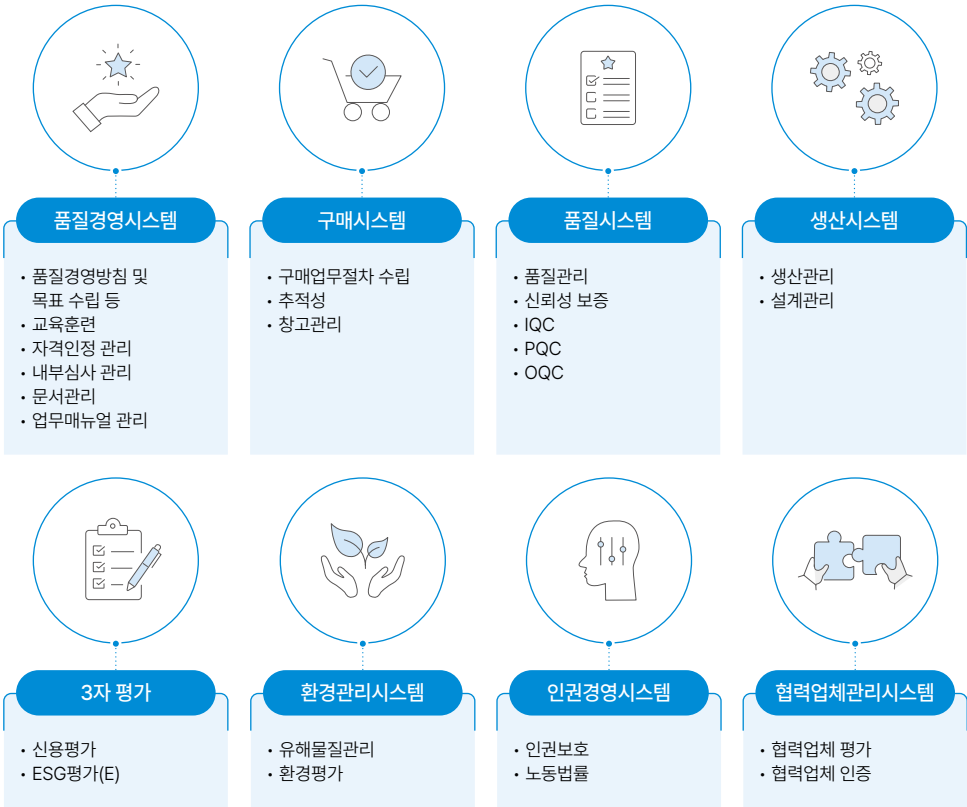 품질경영시스템
• 품질경영방침 및
목표 수립 등
• 교육훈련
• 자격인정 관리
• 내부심사 관리
• 문서관리
• 업무매뉴얼 관리
구매시스템
• 구매업무절차 수립
• 추적성
• 창고관리
품질시스템
• 품질관리
• 신뢰성 보증
• IQC
• PQC
• OQC
생산시스템
• 생산관리
• 설계관리
3자 평가
• 신용평가
• ESG평가(E)
환경관리시스템
• 유해물질관리
• 환경평가
인권경영시스템
• 인권보호
• 노동법률
협력업체관리시스템
• 협력업체 평가
• 협력업체 인증